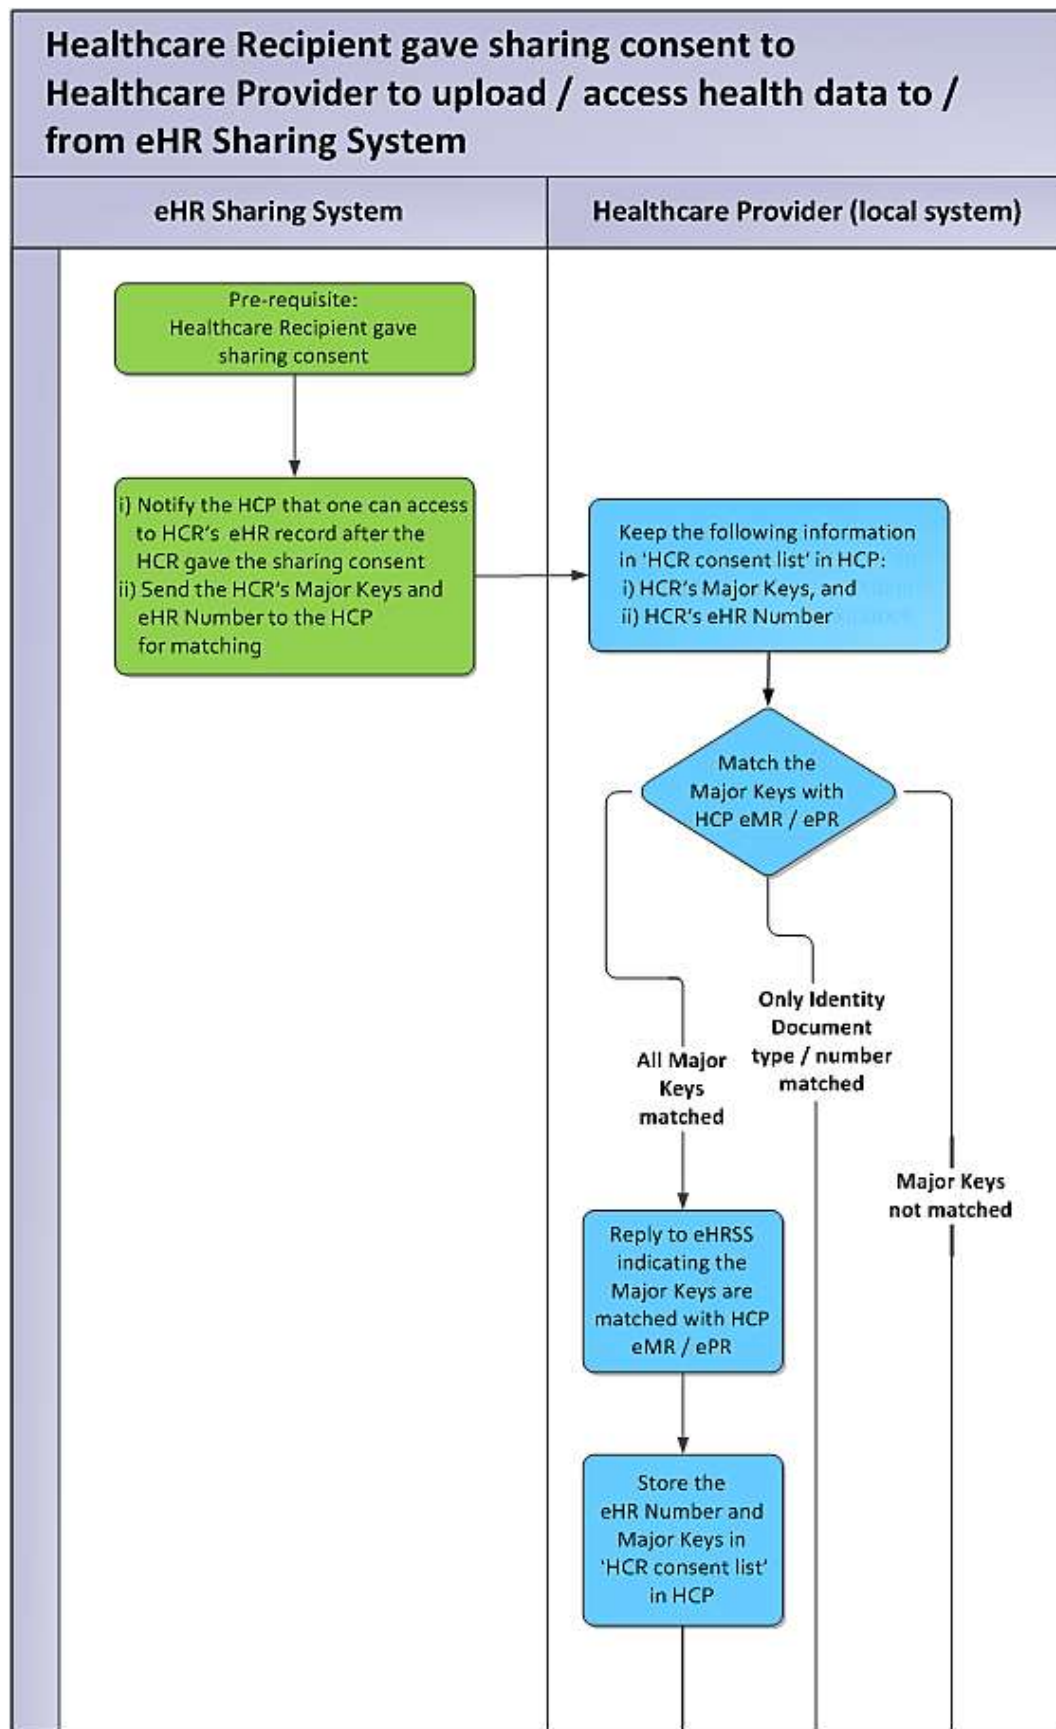 Healthcare Recipient gave sharing consent to
Healthcare Provider to upload / access health data to /
from eHR Sharing System
eHR Sharing System
Healthcare Provider (local system)
Pre-requisite:
Healthcare Recipient gave
sharing consent
i) Notify the HCP that one can access
to HCR's eHR record after the
HCR gave the sharing consent
ii) Send the HCR's Major Keys and
eHR Number to the HCP
for matching
Keep the following information
in 'HCR consent list' in HCP:
i) HCR's Major Keys, and
ii) HCR's eHR Number
Match the
Major Keys with
HCP eMR / ePR
Only Identity
Document
type / number
matched
All Major
Keys
matched
Major Keys
not matched
Reply to eHRSS
indicating the
Major Keys are
matched with HCP
eMR / ePR
Store the
eHR Number and
Major Keys in
'HCR consent list'
in HCP